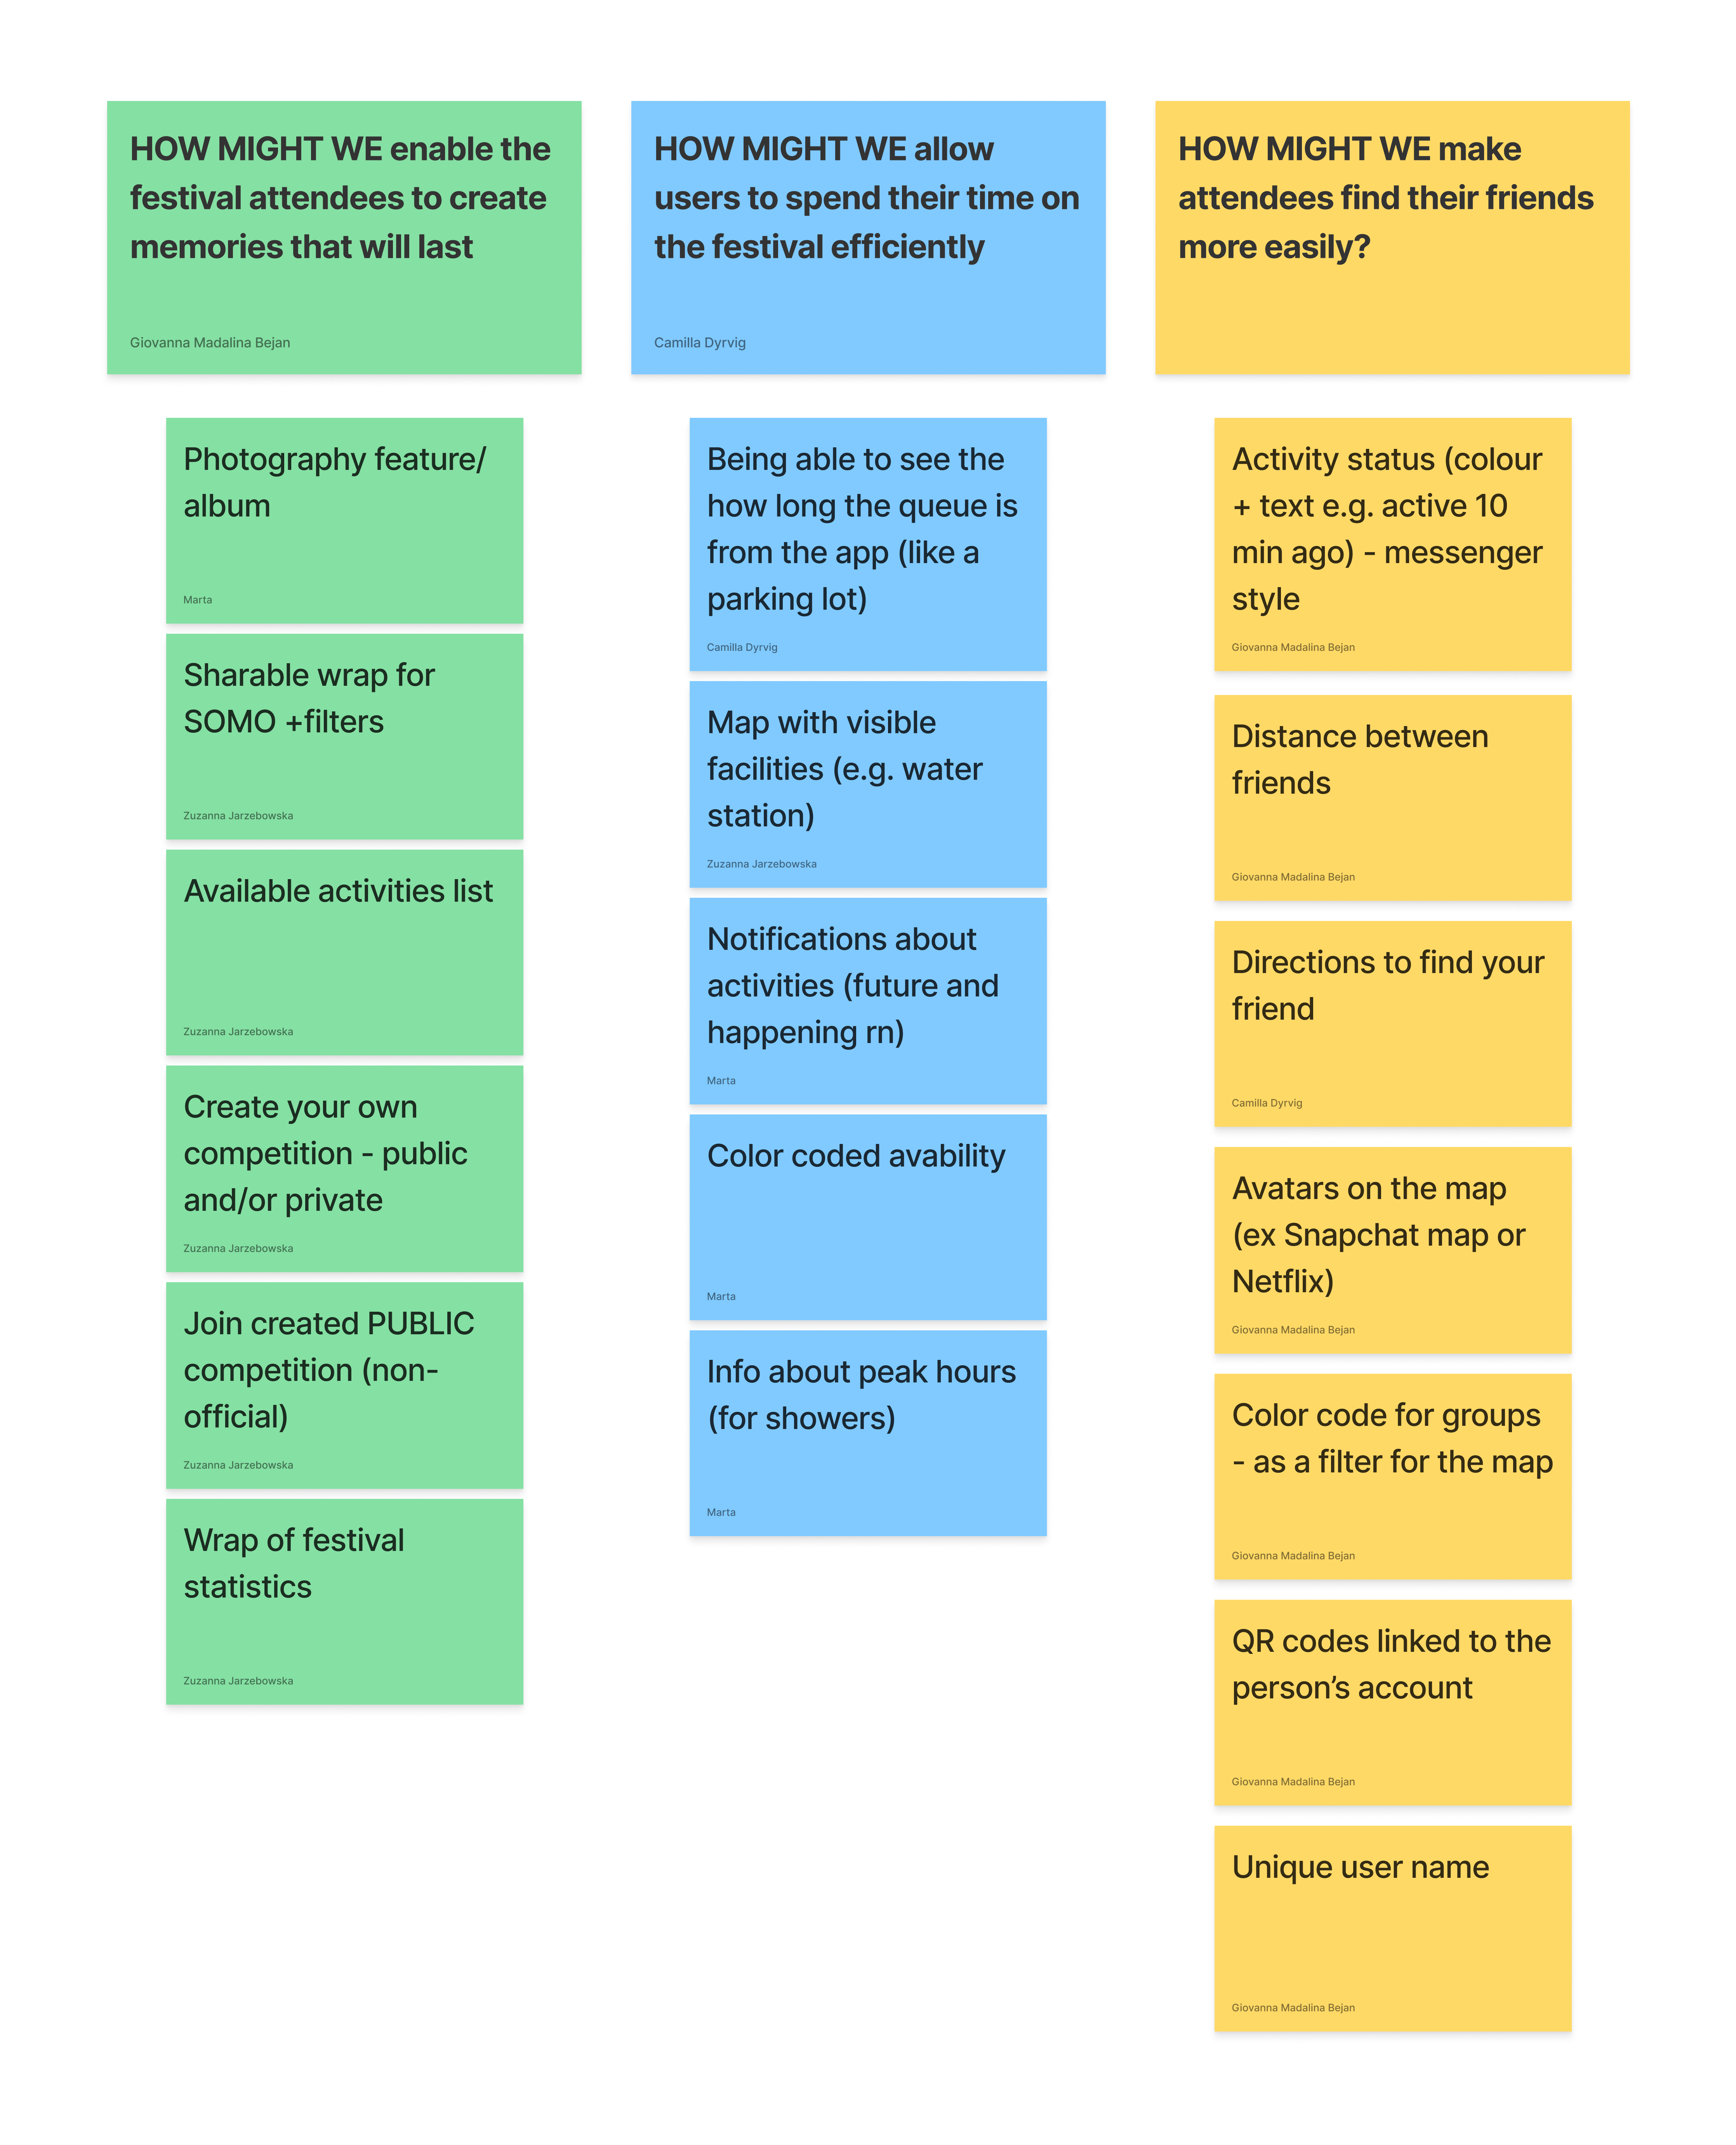 HOW MIGHT WE enable the
festival attendees to create
memories that will last
Giovanna Madalina Bejan
Photography feature/
album
Marta
Sharable wrap for
SOMO +filters
Zuzanna Jarzebowska
Available activities list
Zuzanna Jarzebowska
Create your own
competition - public
and/or private
Zuzanna Jarzebowska
Join created PUBLIC
competition (non-
official)
Zuzanna Jarzebowska
Wrap of festival
statistics
Zuzanna Jarzebowska
HOW MIGHT WE allow
users to spend their time on
the festival efficiently
Camilla Dyrvig
Being able to see the
how long the queue is
from the app (like a
parking lot)
Camilla Dyrvig
Map with visible
facilities (e.g. water
station)
Zuzanna Jarzebowska
Notifications about
activities (future and
happening rn)
Marta
Color coded avability
Marta
Info about peak hours
(for showers)
Marta
HOW MIGHT WE make
attendees find their friends
more easily?
Activity status (colour
+ text e.g. active 10
min ago) - messenger
style
Giovanna Madalina Bejan
Distance between
friends
Giovanna Madalina Bejan
Directions to find your
friend
Camilla Dyrvig
Avatars on the map
(ex Snapchat map or
Netflix)
Giovanna Madalina Bejan
Color code for groups
- as a filter for the map
Giovanna Madalina Bejan
QR codes linked to the
person’s account
Giovanna Madalina Bejan
Unique user name
Giovanna Madalina Bejan